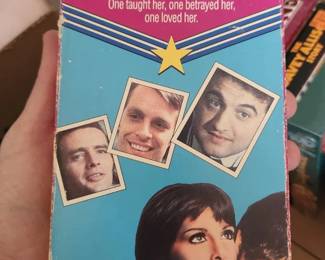 One taught her, one betrayed her,
one loved her.